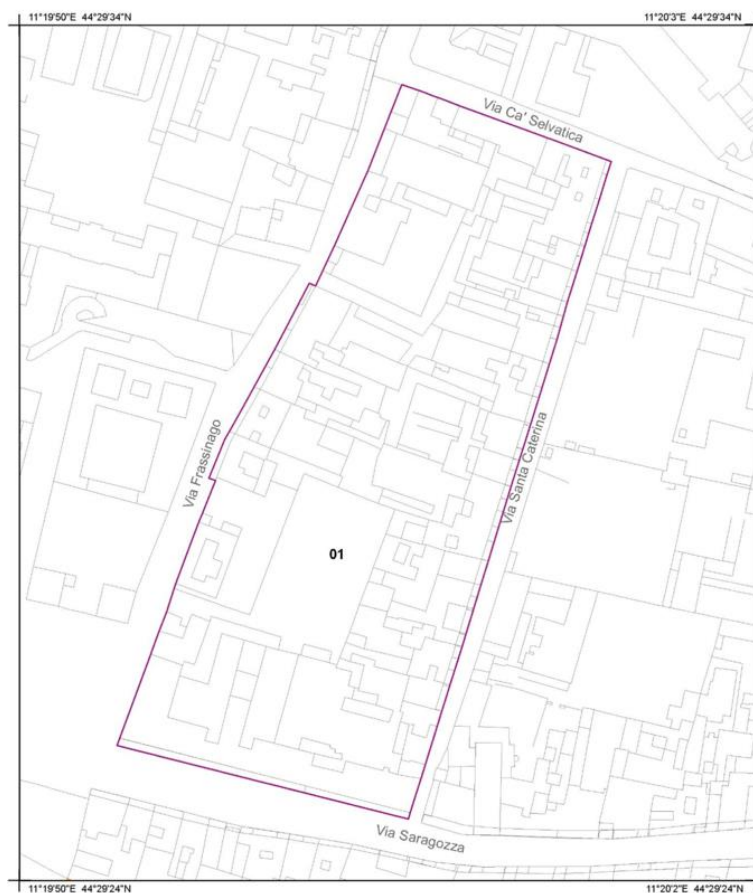 11°19'50"E 44°29'34"N
11°20'3"E 44°29'34"N
Via Ca' Selvatica
Via Frassinago
Via Santa Caterina
01
Via Saragozza
11°19'50"E 44°29'24"N
11°20'2"E 44°29'24"N